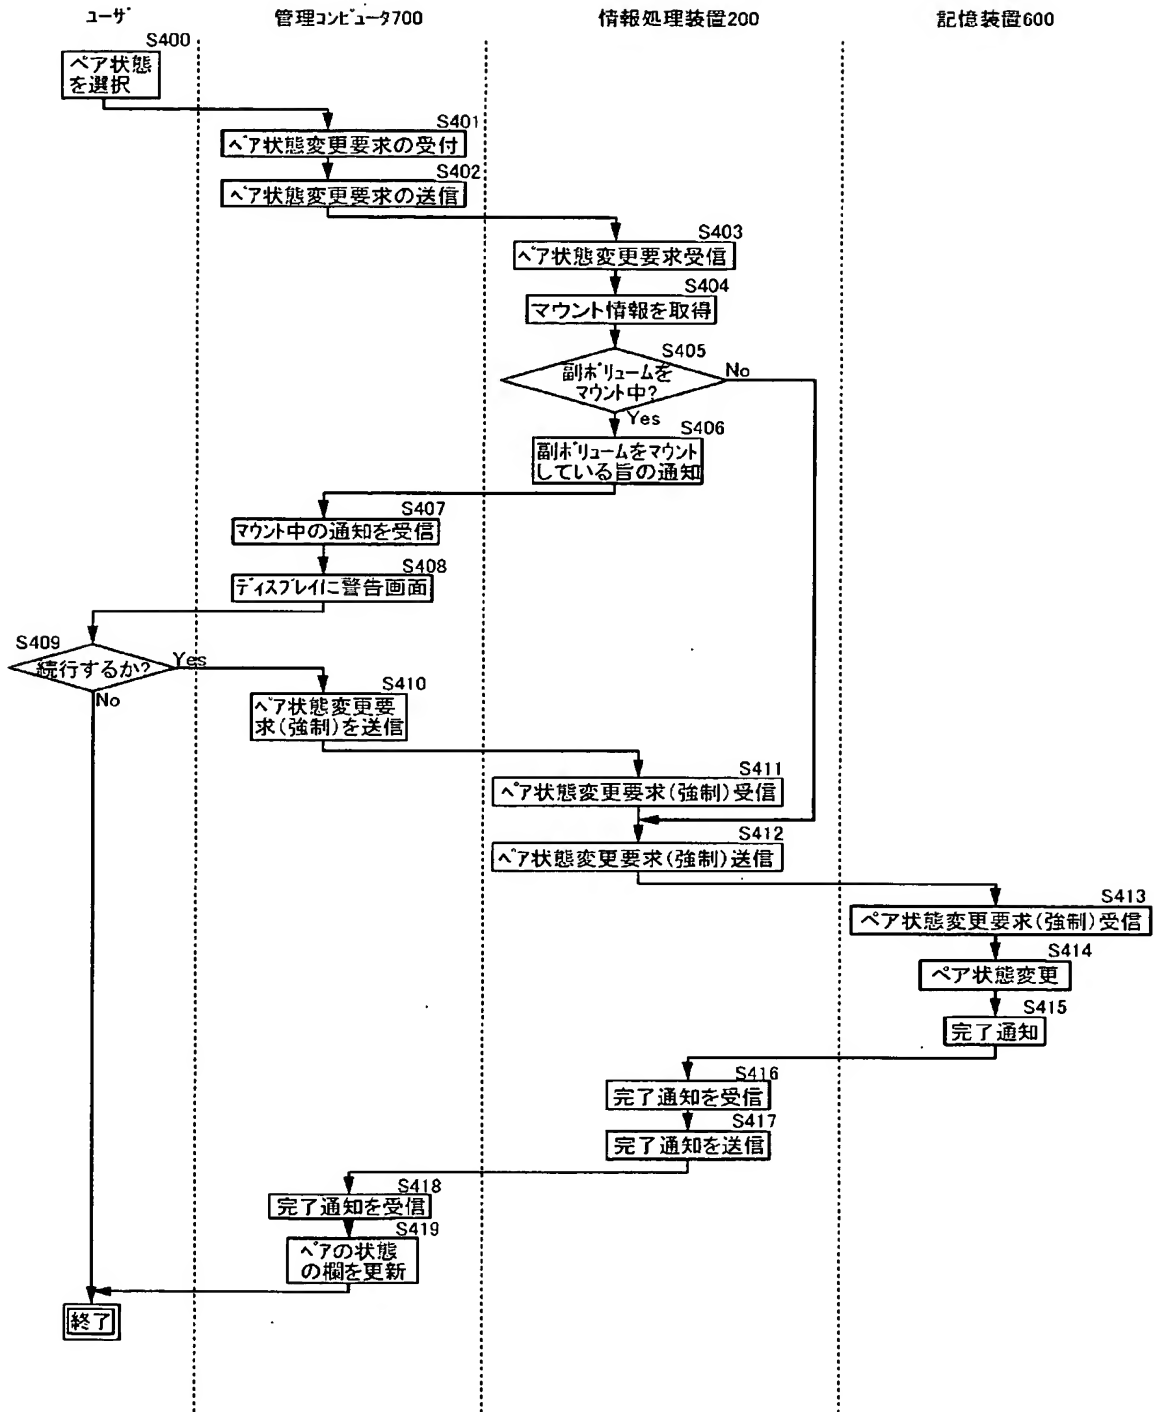 ユーザ
管理コンピュータ700
情報処理装置200
記憶装置600
S400
ペア状態
を選択
S401
ペア状態変更要求の受付
S402
ペア状態変更要求の送信
S403
ペア状態変更要求受信
S404
マウント情報を取得
S405
副ボリュームを
マウント中?
No
Yes
S406
副ボリュームをマウント
している旨の通知
S407
マウント中の通知を受信
S408
ディスプレイに警告画面
S409
続行するか?
Yes
No
S410
ペア状態変更要
求(強制)を送信
S411
ペア状態変更要求(強制)受信
S412
ペア状態変更要求(強制)送信
S413
ペア状態変更要求(強制)受信
S414
ペア状態変更
S415
完了通知
S416
完了通知を受信
S417
完了通知を送信
S418
完了通知を受信
S419
ペアの状態
の欄を更新
終了